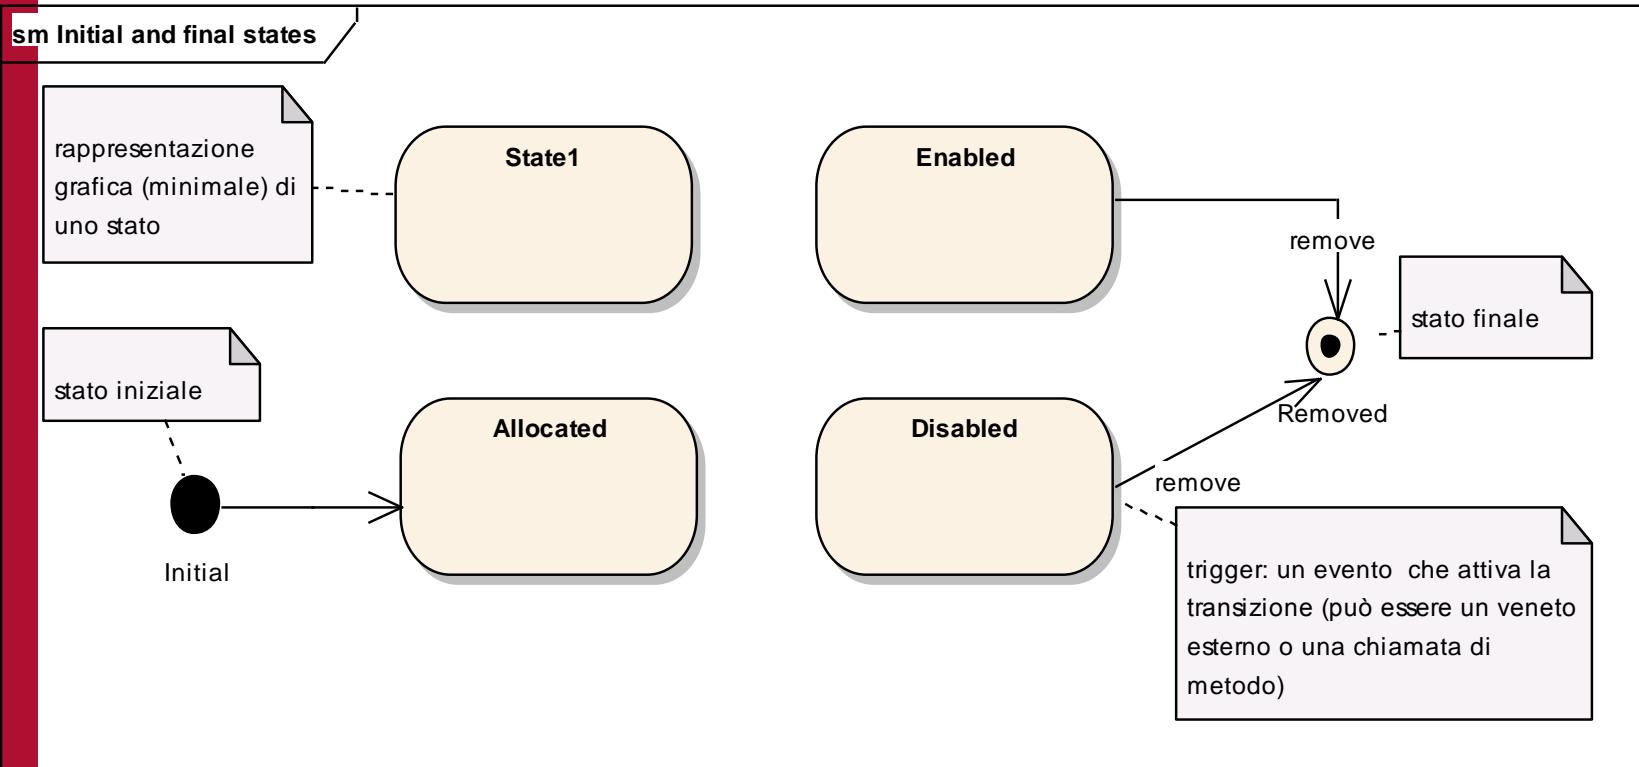 sm Initial and final states
rappresentazione
grafica (minimale) di
uno stato
State1
Enabled
remove
stato finale
stato iniziale
Allocated
Disabled
Removed
remove
Initial
trigger: un evento  che attiva la
transizione (può essere un veneto
esterno o una chiamata di
metodo)